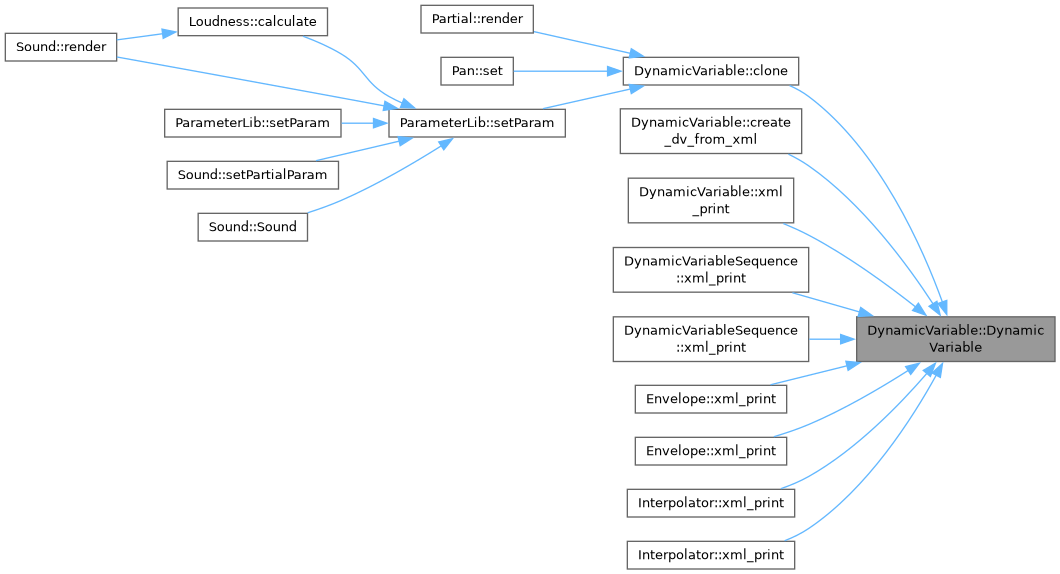 Partial::render
Loudness::calculate
Sound::render
Pan::set
DynamicVariable::clone
ParameterLib::setParam
ParameterLib::setParam
DynamicVariable::create
_dv_from_xml
Sound::setPartialParam
DynamicVariable::xml
_print
Sound::Sound
DynamicVariableSequence
::xml_print
DynamicVariable::Dynamic
Variable
DynamicVariableSequence
::xml_print
Envelope::xml_print
Envelope::xml_print
Interpolator::xml_print
Interpolator::xml_print